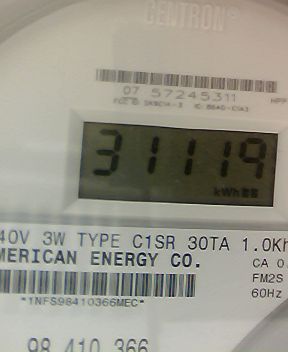 CENTRON®
07 57245311
31119
kWh
40V 3W TYPE C1SR 30TA 1.0Kh
MERICAN ENERGY CO.
CA 0.
FM2S
60Hz
*1NFS98410366MEC*
98 410 366